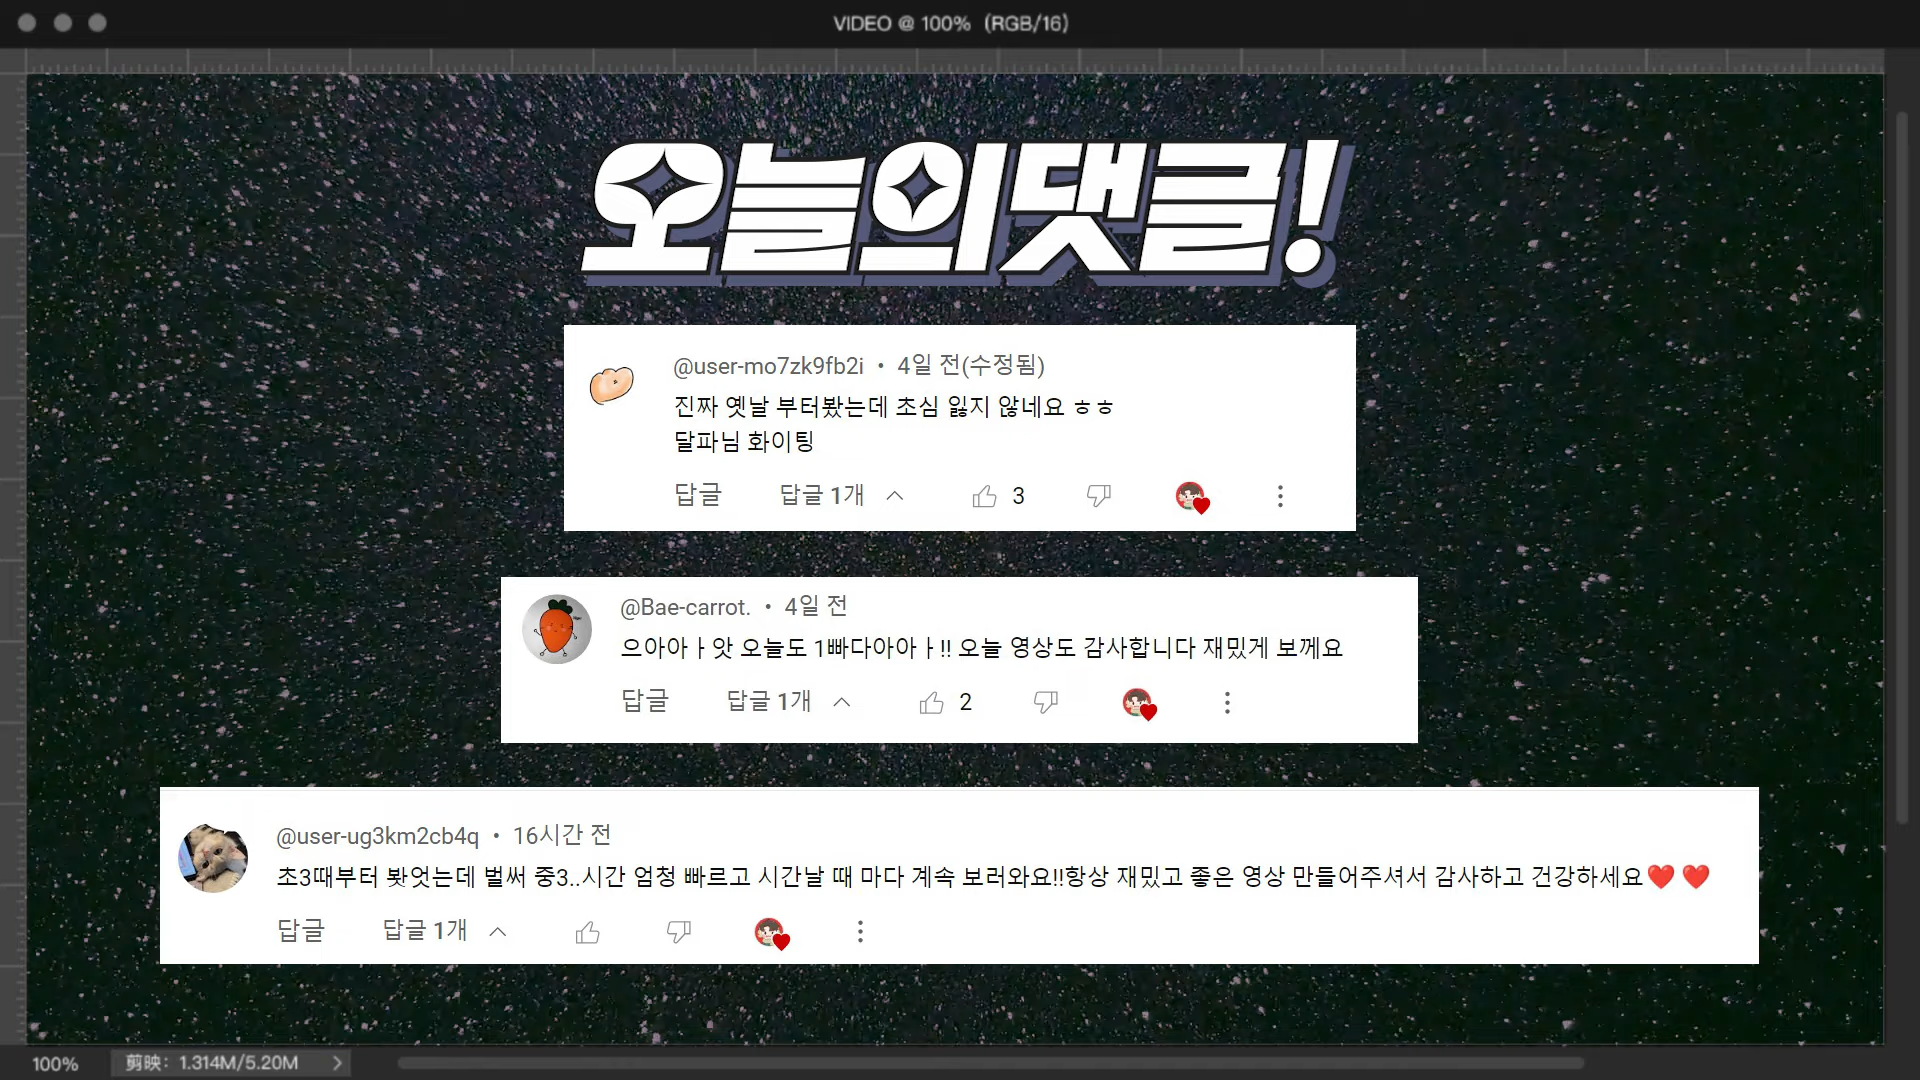 VIDEO @ 100% (RGB/16)
오늘의댓글!
@user-mo7zk9fb2i • 4일 전(수정됨)
진짜 옛날 부터봤는데 초심 잃지 않네요 ㅎㅎ
달파님 화이팅
답글 답글 1개 3
@Bae-carrot. • 4일 전
으아아ㅏ앗 오늘도 1빠다아아ㅏ!! 오늘 영상도 감사합니다 재밌게 보께요
답글 답글 1개 2
@user-ug3km2cb4q • 16시간 전
초3때부터 봣엇는데 벌써 중3..시간 엄청 빠르고 시간날 때 마다 계속 보러와요!!항상 재밌고 좋은 영상 만들어주셔서 감사하고 건강하세요❤️ ❤️
답글 답글 1개
100% 剪映: 1.314M/5.20M